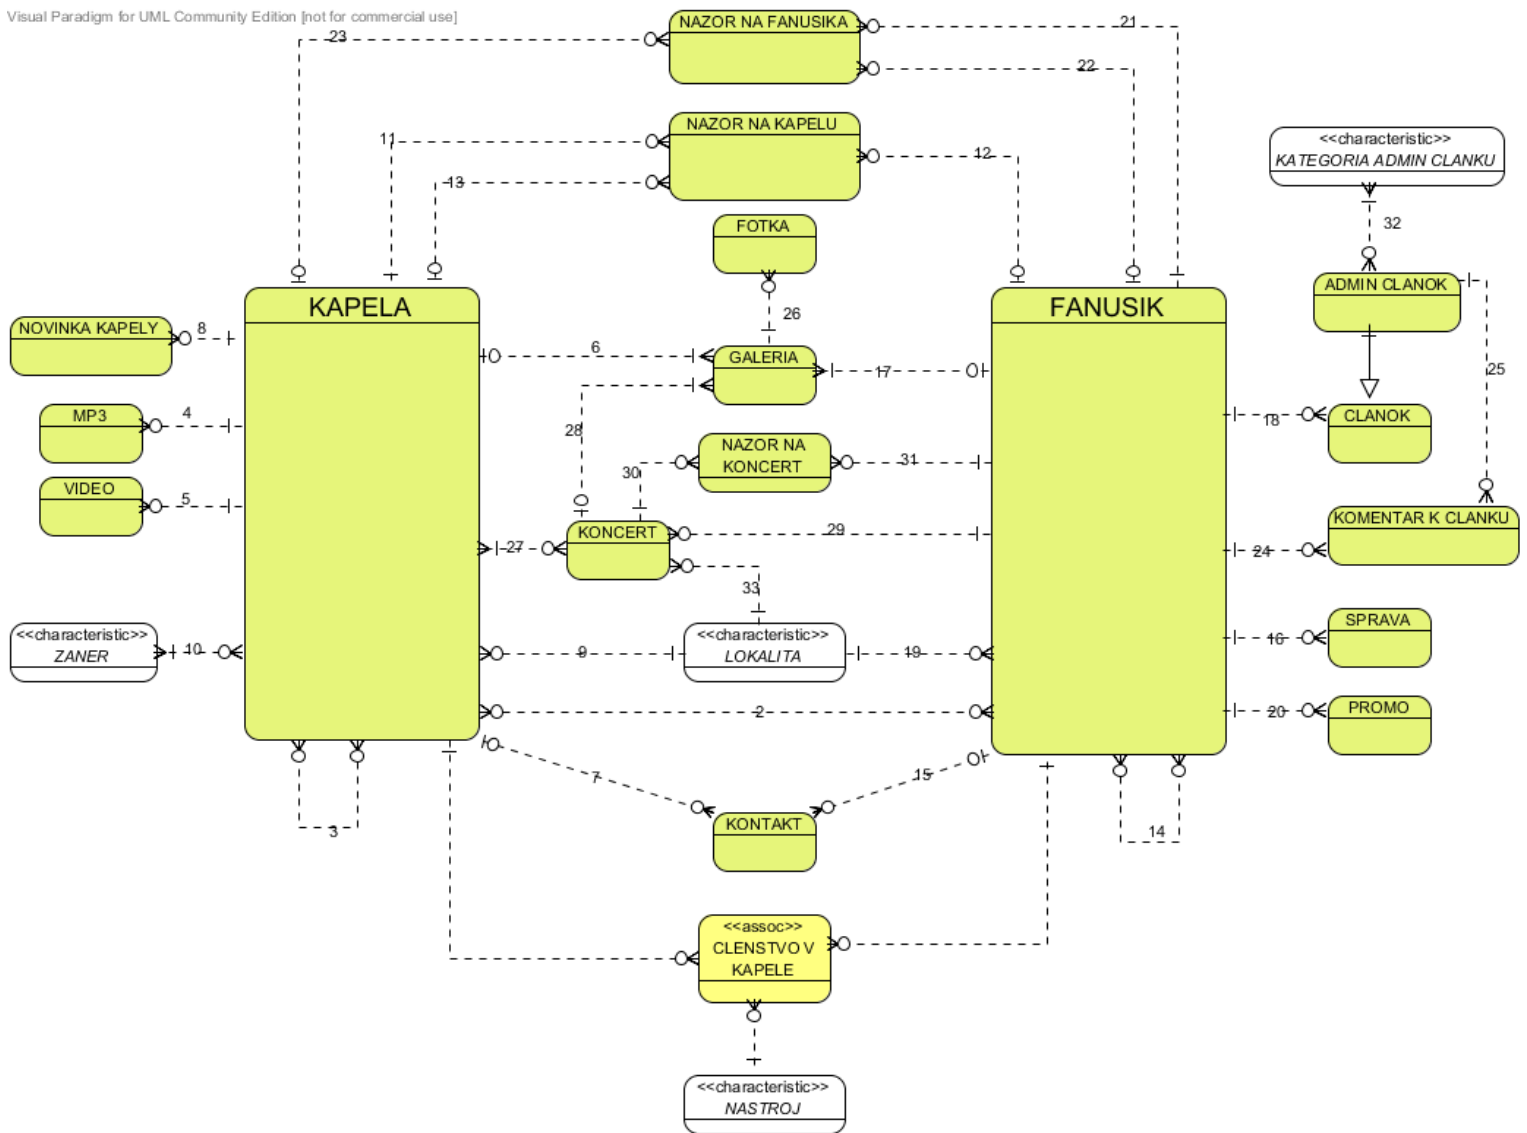 Visual Paradigm for UML Community Edition [not for commercial use]
NAZOR NA FANUSIKA
21
23
22
NAZOR NA KAPELU
11
12
13
<<characteristic>>
KATEGORIA ADMIN CLANKU
32
FOTKA
26
ADMIN CLANOK
KAPELA
FANUSIK
NOVINKA KAPELY
8
6
GALERIA
17
25
MP3
4
28
18
CLANOK
NAZOR NA
KONCERT
30
31
VIDEO
5
KONCERT
29
27
KOMENTAR K CLANKU
24
33
<<characteristic>>
ZANER
10
9
<<characteristic>>
LOKALITA
19
SPRAVA
16
2
PROMO
20
7
15
3
14
KONTAKT
<<assoc>>
CLENSTVO V
KAPELE
<<characteristic>>
NASTROJ